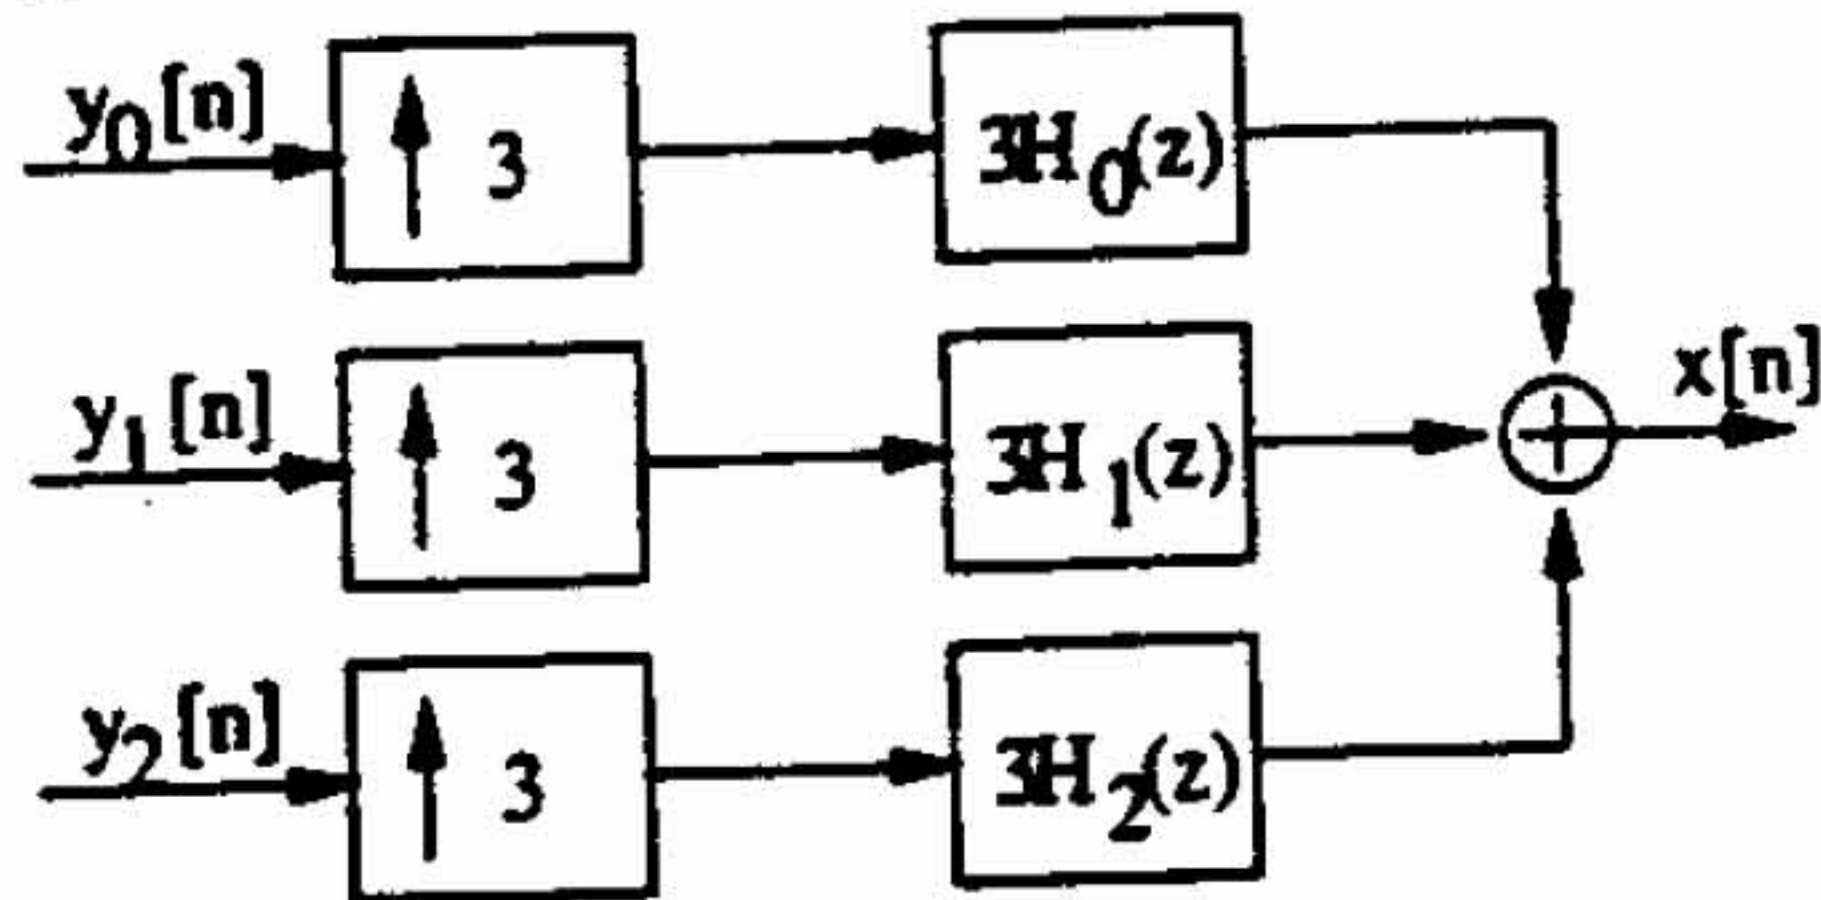 y0[n]
↑ 3
3H0(z)
y1[n]
↑ 3
3H1(z)
x[n]
y2[n]
↑ 3
3H2(z)